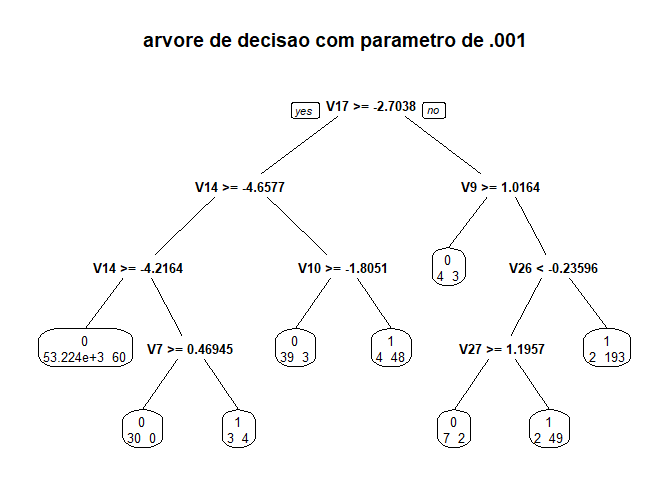 arvore de decisao com parametro de .001
yes V17 >= -2.7038 no
V14 >= -4.6577 V9 >= 1.0164
V14 >= -4.2164 V10 >= -1.8051 0 V26 < -0.23596
4 3
0 V7 >= 0.46945 0 1 V27 >= 1.1957 1
53.224e+3 60 39 3 4 48 2 193
0 1 0 1
30 0 3 4 7 2 2 49